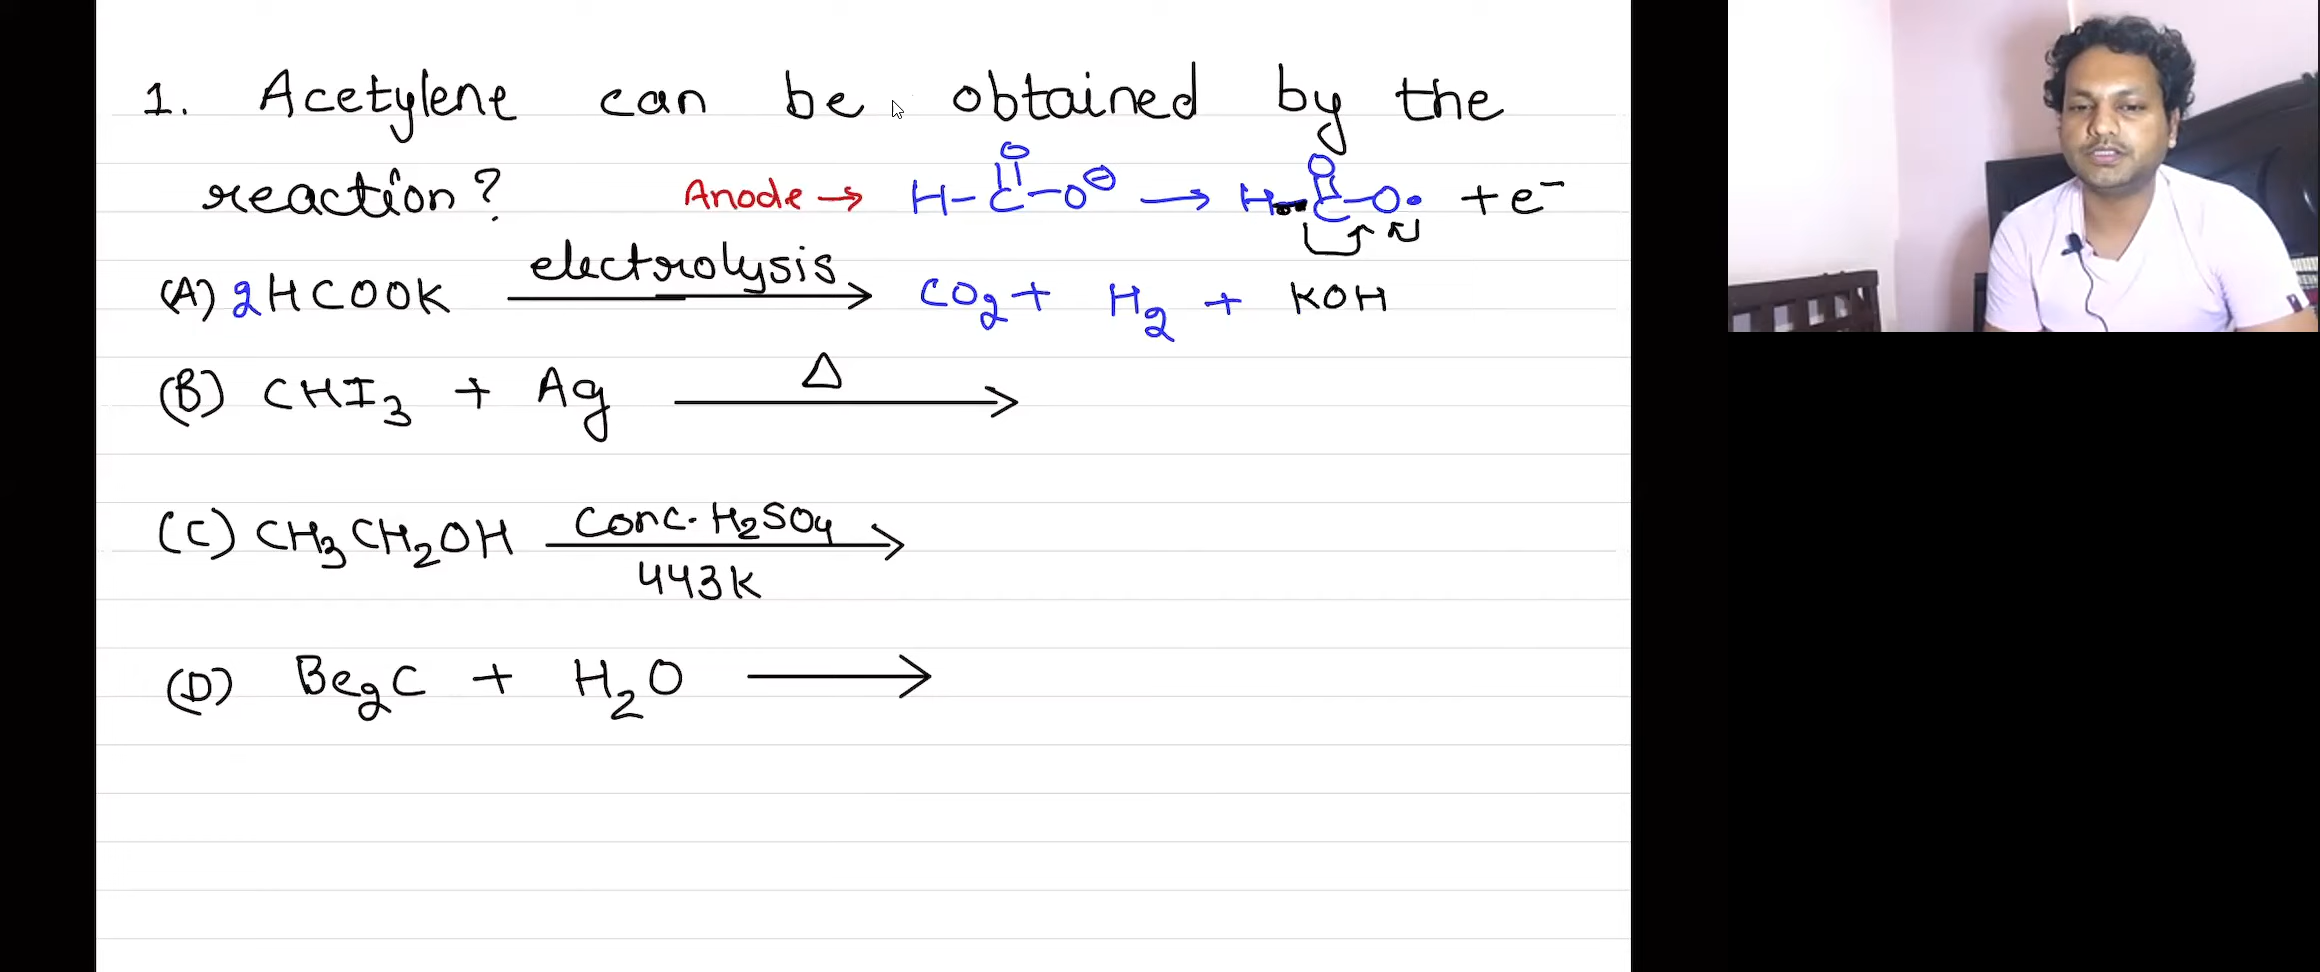 1. Acetylene can be obtained by the
reaction? Anode → H-C(=O)-O⊖ → H-C(=O)-O• + e⁻
(A) 2HCOOK electrolysis → CO₂ + H₂ + KOH
(B) CHI₃ + Ag Δ →
(C) CH₃CH₂OH Conc. H₂SO₄ → 443K
(D) Be₂C + H₂O →